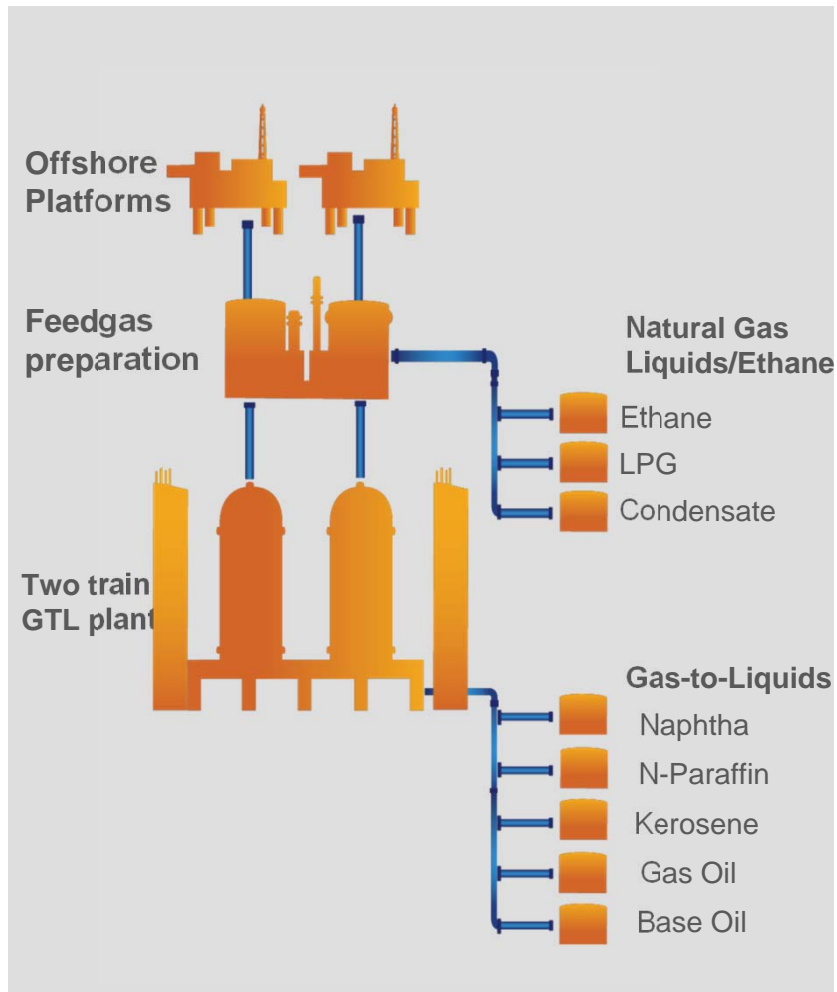 Offshore
Platforms
Feedgas
preparation
Natural Gas
Liquids/Ethane
Ethane
LPG
Condensate
Two train
GTL plant
Gas-to-Liquids
Naphtha
N-Paraffin
Kerosene
Gas Oil
Base Oil